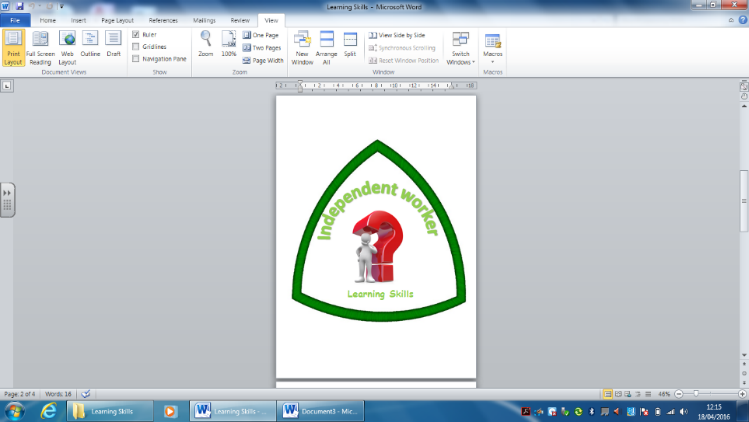 Learning Skills - Microsoft Word
File Home Insert Page Layout References Mailings Review View
Ruler
Gridlines
Navigation Pane
Print Layout
Full Screen Reading
Web Layout
Outline
Draft
Zoom
100%
One Page
Two Pages
Page Width
New Window
Arrange All
Split
View Side by Side
Synchronous Scrolling
Reset Window Position
Switch Windows
Macros
Document Views Show Zoom Window Macros
Independent worker
Learning Skills
Page: 2 of 4 Words: 16
46%
Learning Skills
Learning Skills - ...
Document3 - Mic...
12:15
18/04/2016